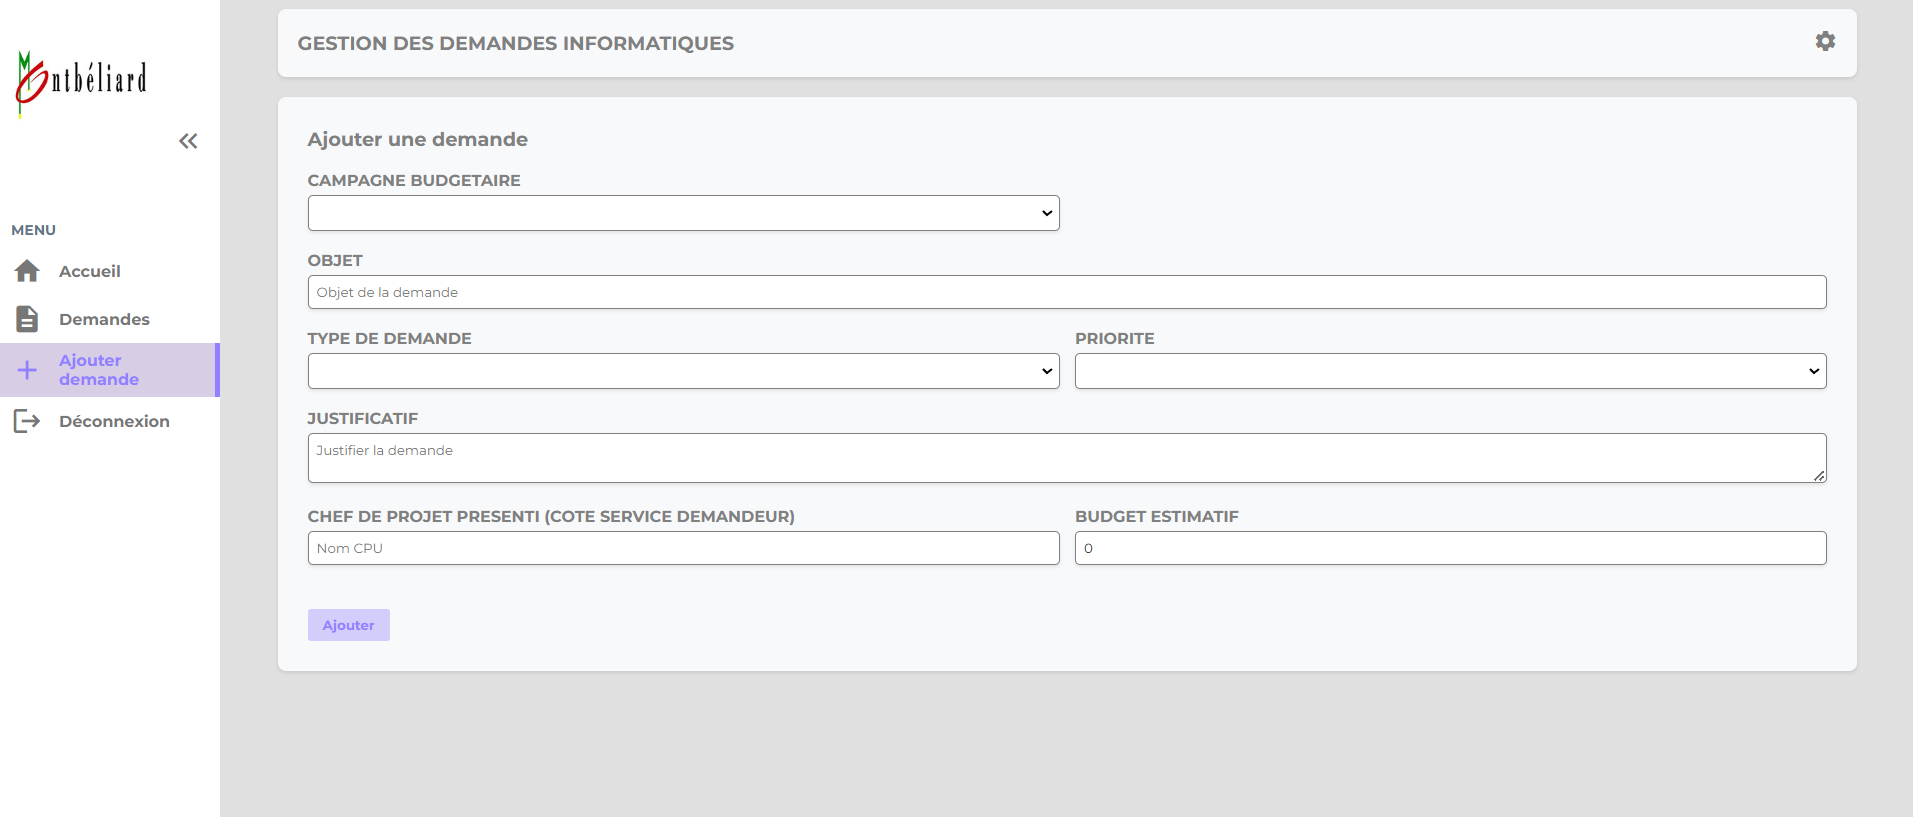 Montbéliard
GESTION DES DEMANDES INFORMATIQUES
MENU
Accueil
Demandes
Ajouter
demande
Déconnexion
Ajouter une demande
CAMPAGNE BUDGETAIRE
OBJET
Objet de la demande
TYPE DE DEMANDE
PRIORITE
JUSTIFICATIF
Justifier la demande
CHEF DE PROJET PRESENTI (COTE SERVICE DEMANDEUR)
BUDGET ESTIMATIF
Nom CPU
0
Ajouter